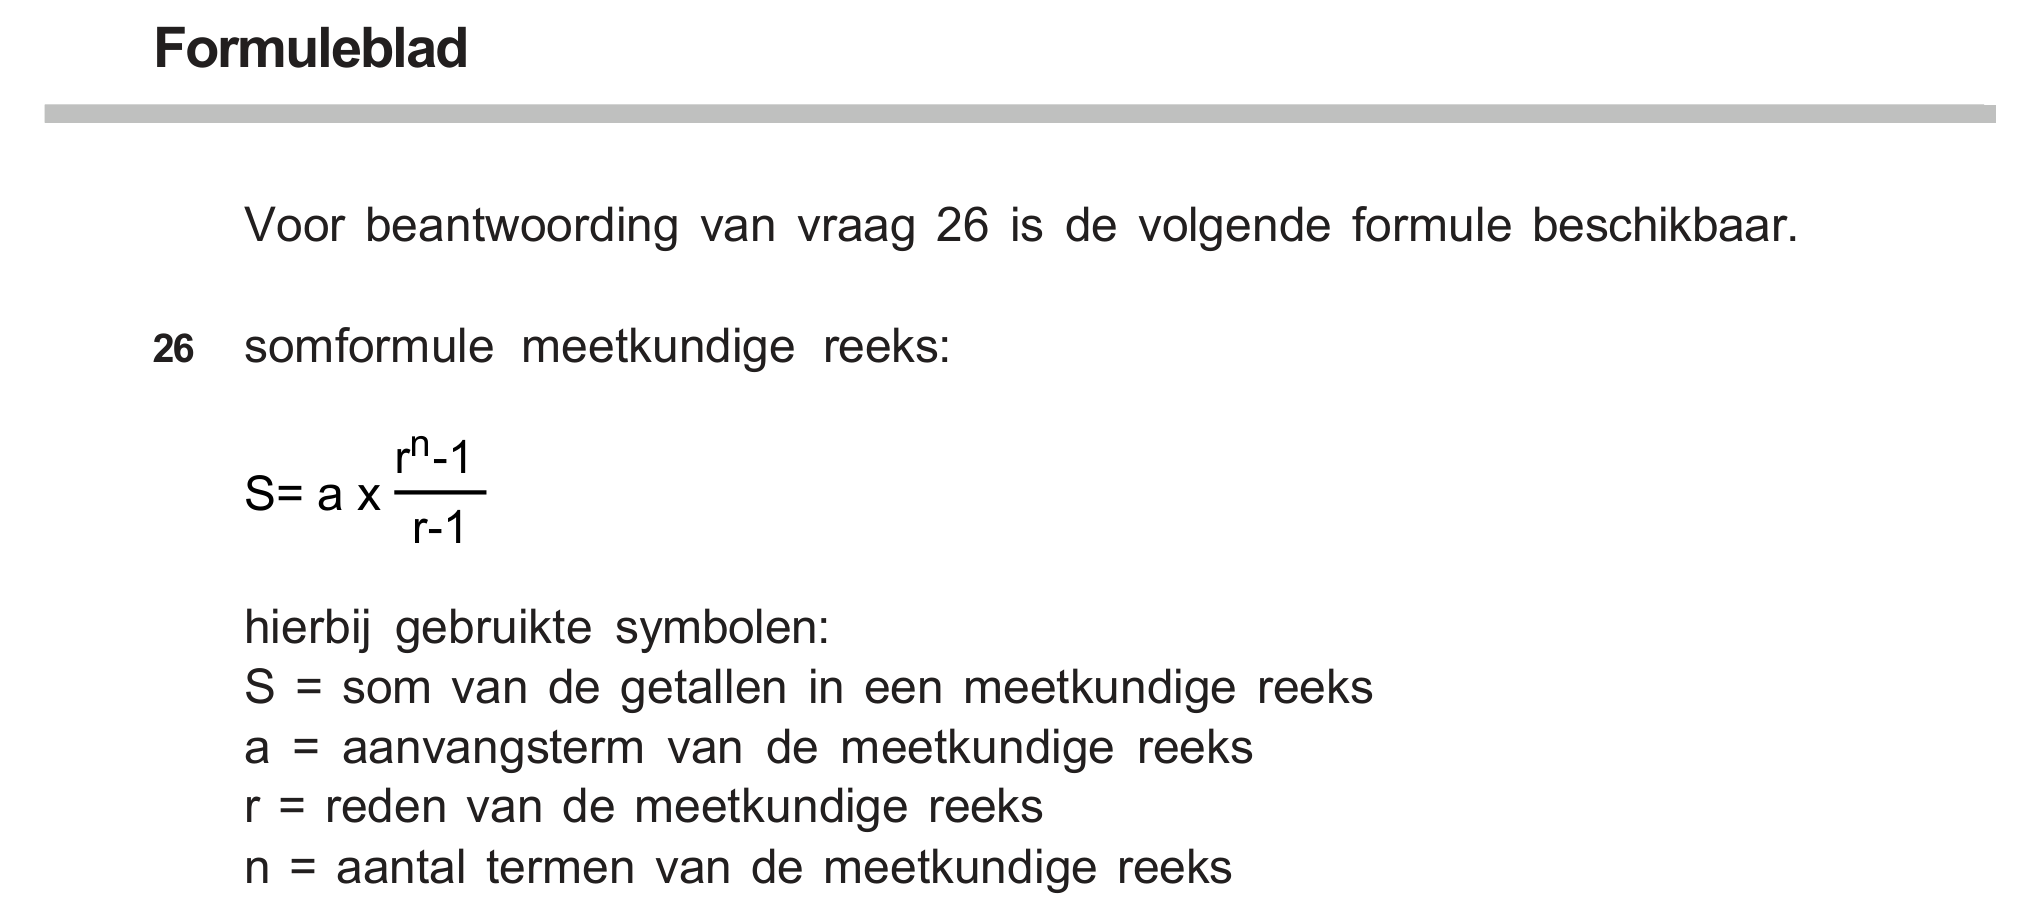 Formuleblad
Voor beantwoording van vraag 26 is de volgende formule beschikbaar.
26 somformule meetkundige reeks:
rⁿ-1
S= a x
r-1
hierbij gebruikte symbolen:
S = som van de getallen in een meetkundige reeks
a = aanvangsterm van de meetkundige reeks
r = reden van de meetkundige reeks
n = aantal termen van de meetkundige reeks